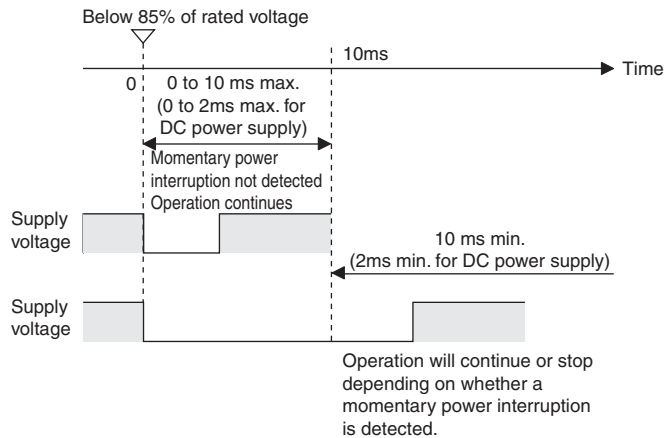 Below 85% of rated voltage
10ms
Time
0
0 to 10 ms max.
(0 to 2ms max. for
DC power supply)
Momentary power
interruption not detected
Operation continues
Supply
voltage
10 ms min.
(2ms min. for DC power supply)
Supply
voltage
Operation will continue or stop
depending on whether a
momentary power interruption
is detected.